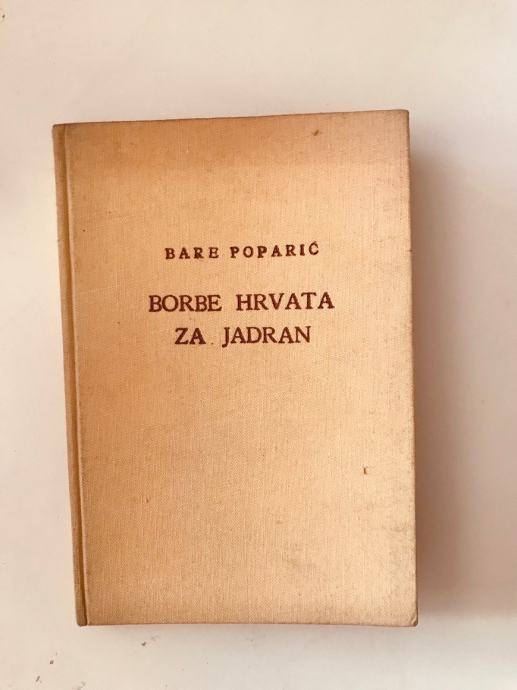 BARE POPARIĆ
BORBE HRVATA
ZA JADRAN